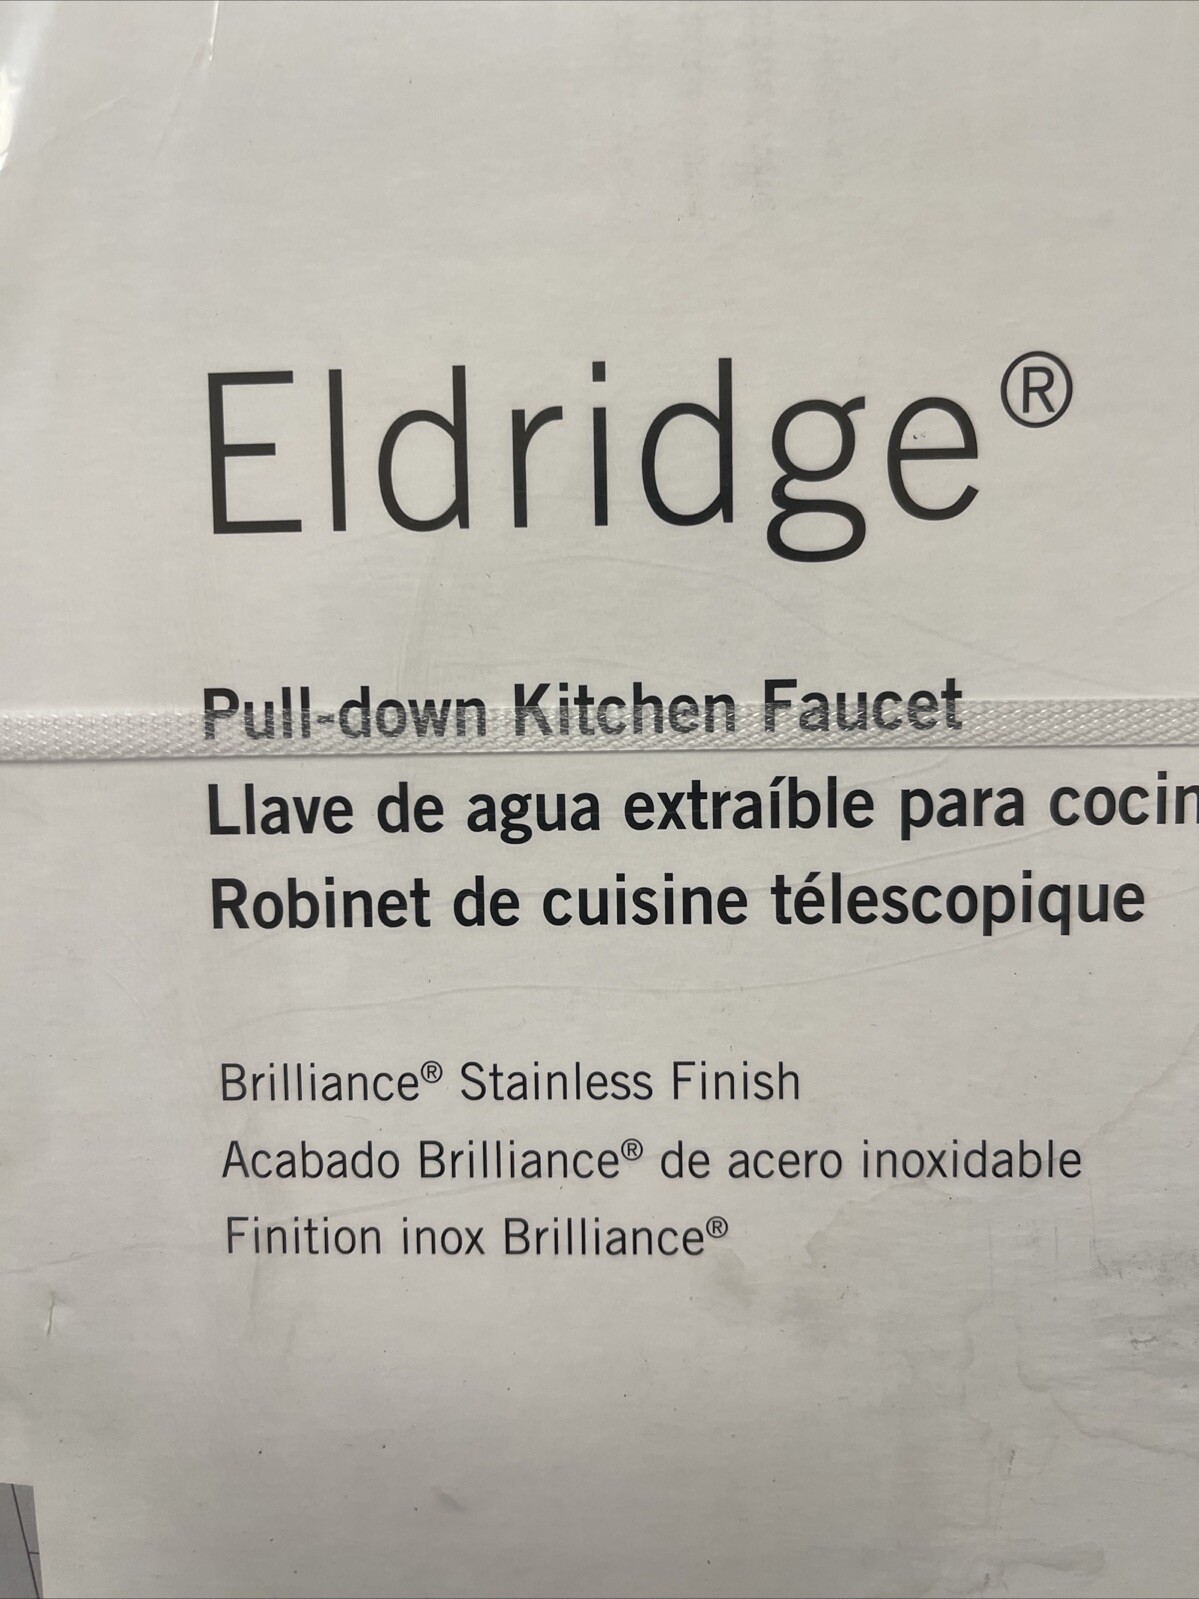 Eldridge®
Pull-down Kitchen Faucet
Llave de agua extraíble para cocin
Robinet de cuisine télescopique
Brilliance® Stainless Finish
Acabado Brilliance® de acero inoxidable
Finition inox Brilliance®